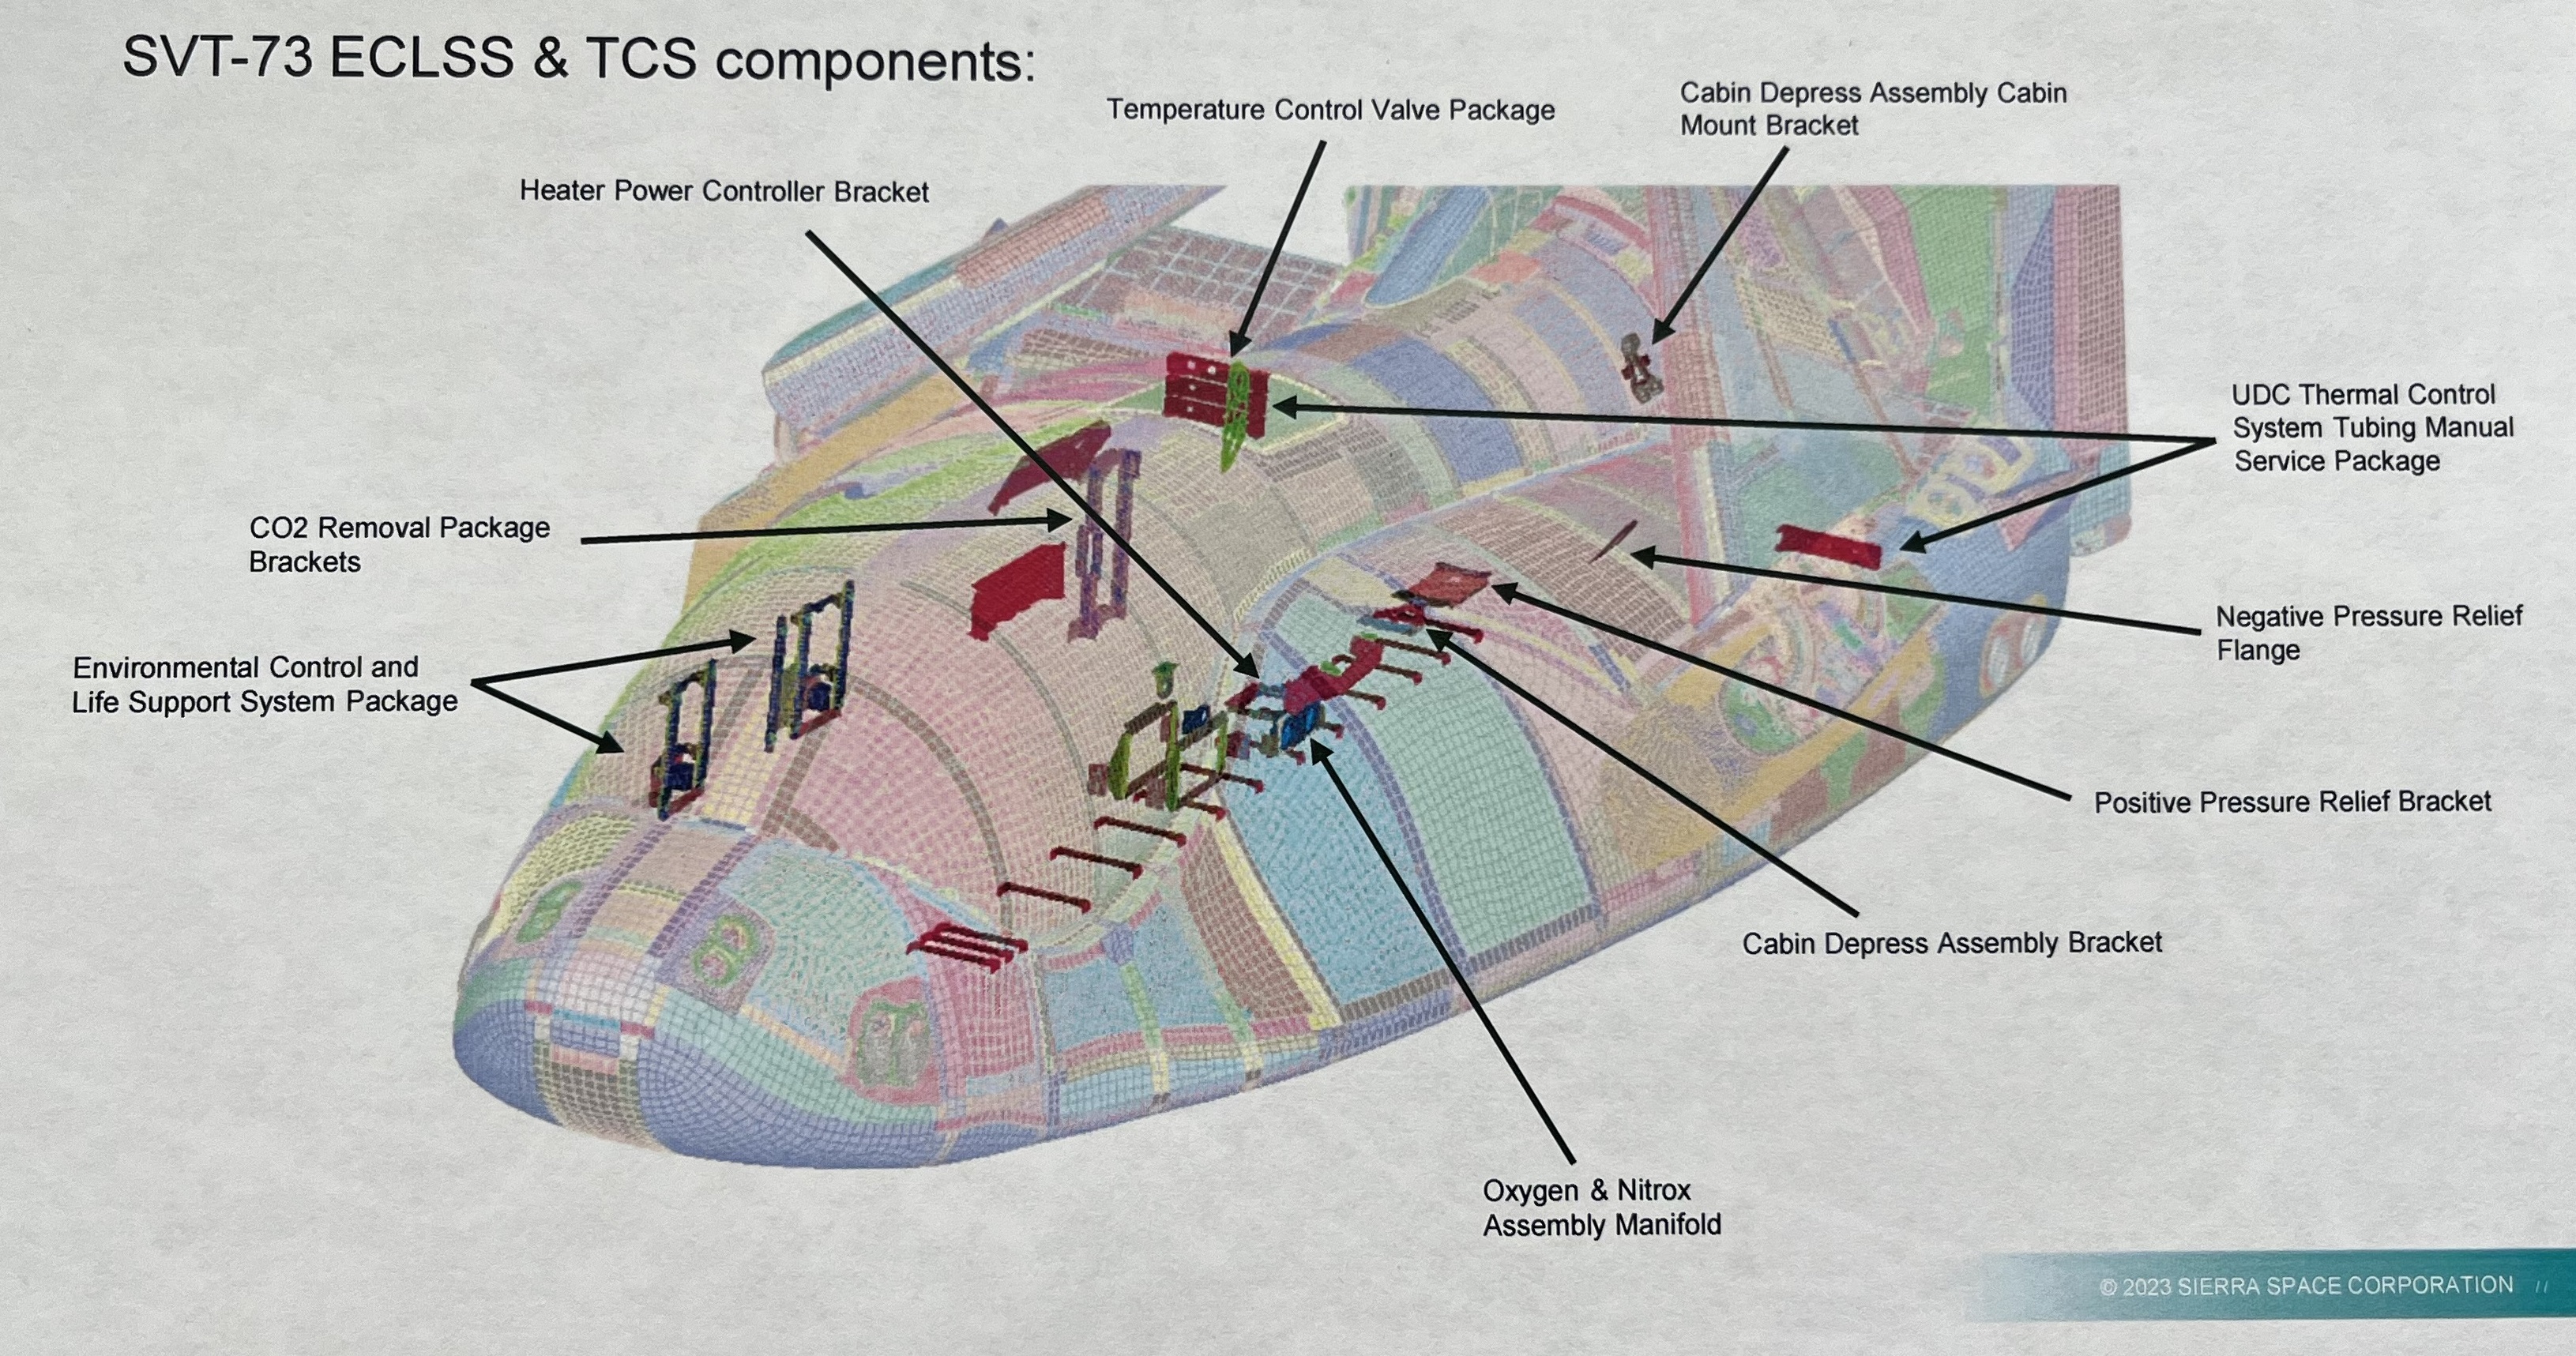 SVT-73 ECLSS & TCS components:
Temperature Control Valve Package
Cabin Depress Assembly Cabin
Mount Bracket
Heater Power Controller Bracket
UDC Thermal Control
System Tubing Manual
Service Package
CO2 Removal Package
Brackets
Negative Pressure Relief
Flange
Environmental Control and
Life Support System Package
Positive Pressure Relief Bracket
Cabin Depress Assembly Bracket
Oxygen & Nitrox
Assembly Manifold
© 2023 SIERRA SPACE CORPORATION //